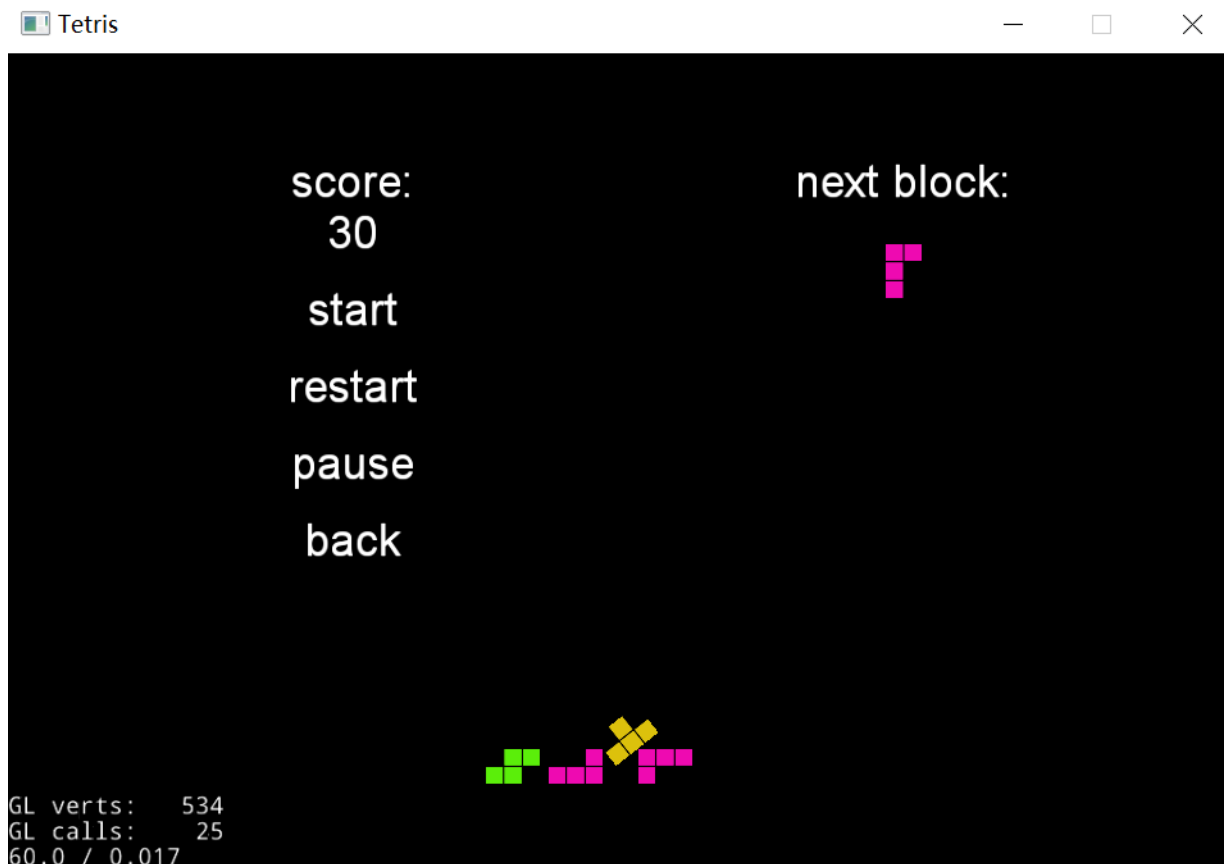 Tetris
score:
30
next block:
start
restart
pause
back
GL verts: 534
GL calls: 25
60.0 / 0.017